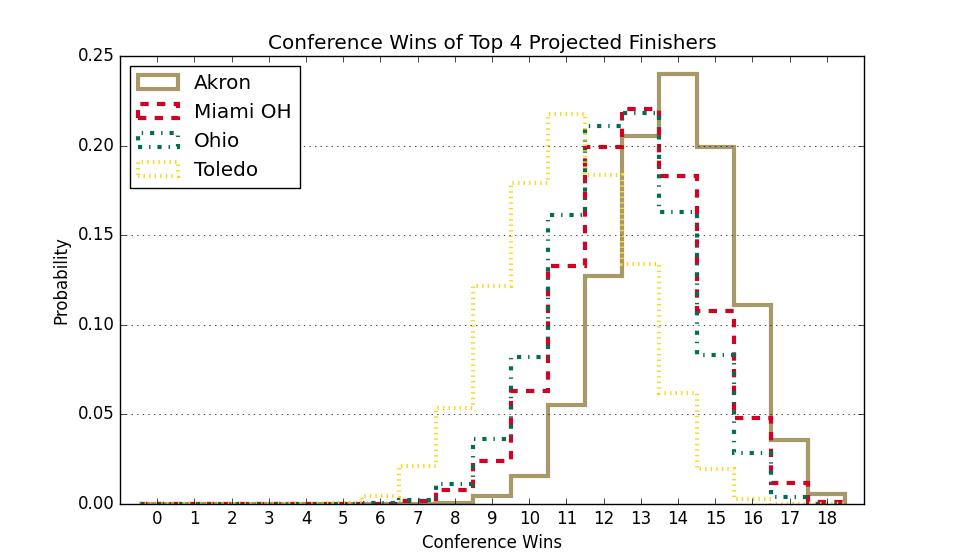 Conference Wins of Top 4 Projected Finishers
0.25
0.20
0.15
0.10
0.05
0.00
Probability
Akron
Miami OH
Ohio
Toledo
0 1 2 3 4 5 6 7 8 9 10 11 12 13 14 15 16 17 18
Conference Wins